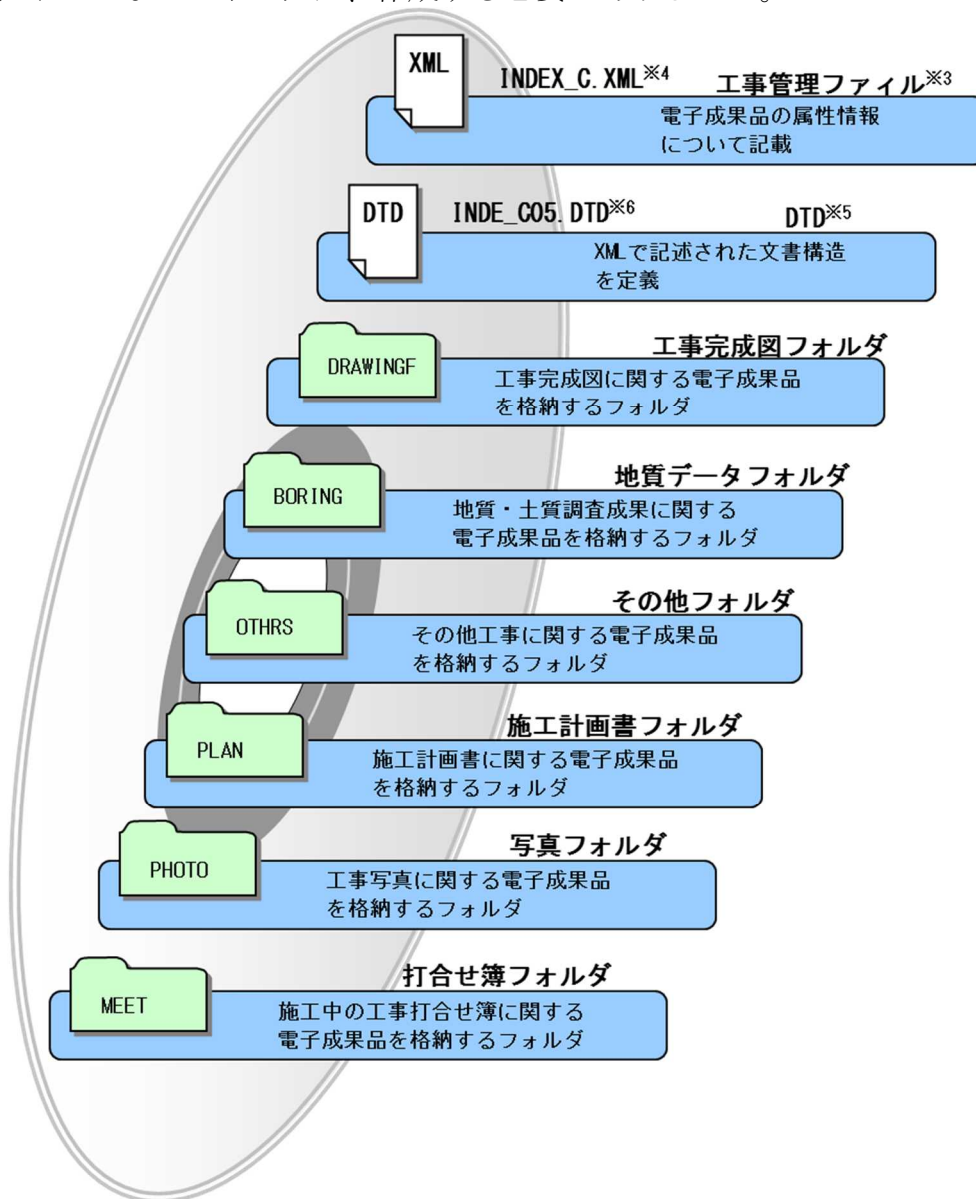 XML
INDEX_C.XML※4
工事管理ファイル※3
電子成果品の属性情報
について記載
DTD
INDE_C05.DTD※6
DTD※5
XMLで記述された文書構造
を定義
工事完成図フォルダ
DRAWINGF
工事完成図に関する電子成果品
を格納するフォルダ
地質データフォルダ
BORING
地質・土質調査成果に関する
電子成果品を格納するフォルダ
その他フォルダ
OTHRS
その他工事に関する電子成果品
を格納するフォルダ
施工計画書フォルダ
PLAN
施工計画書に関する電子成果品
を格納するフォルダ
写真フォルダ
PHOTO
工事写真に関する電子成果品
を格納するフォルダ
打合せ簿フォルダ
MEET
施工中の工事打合せ簿に関する
電子成果品を格納するフォルダ